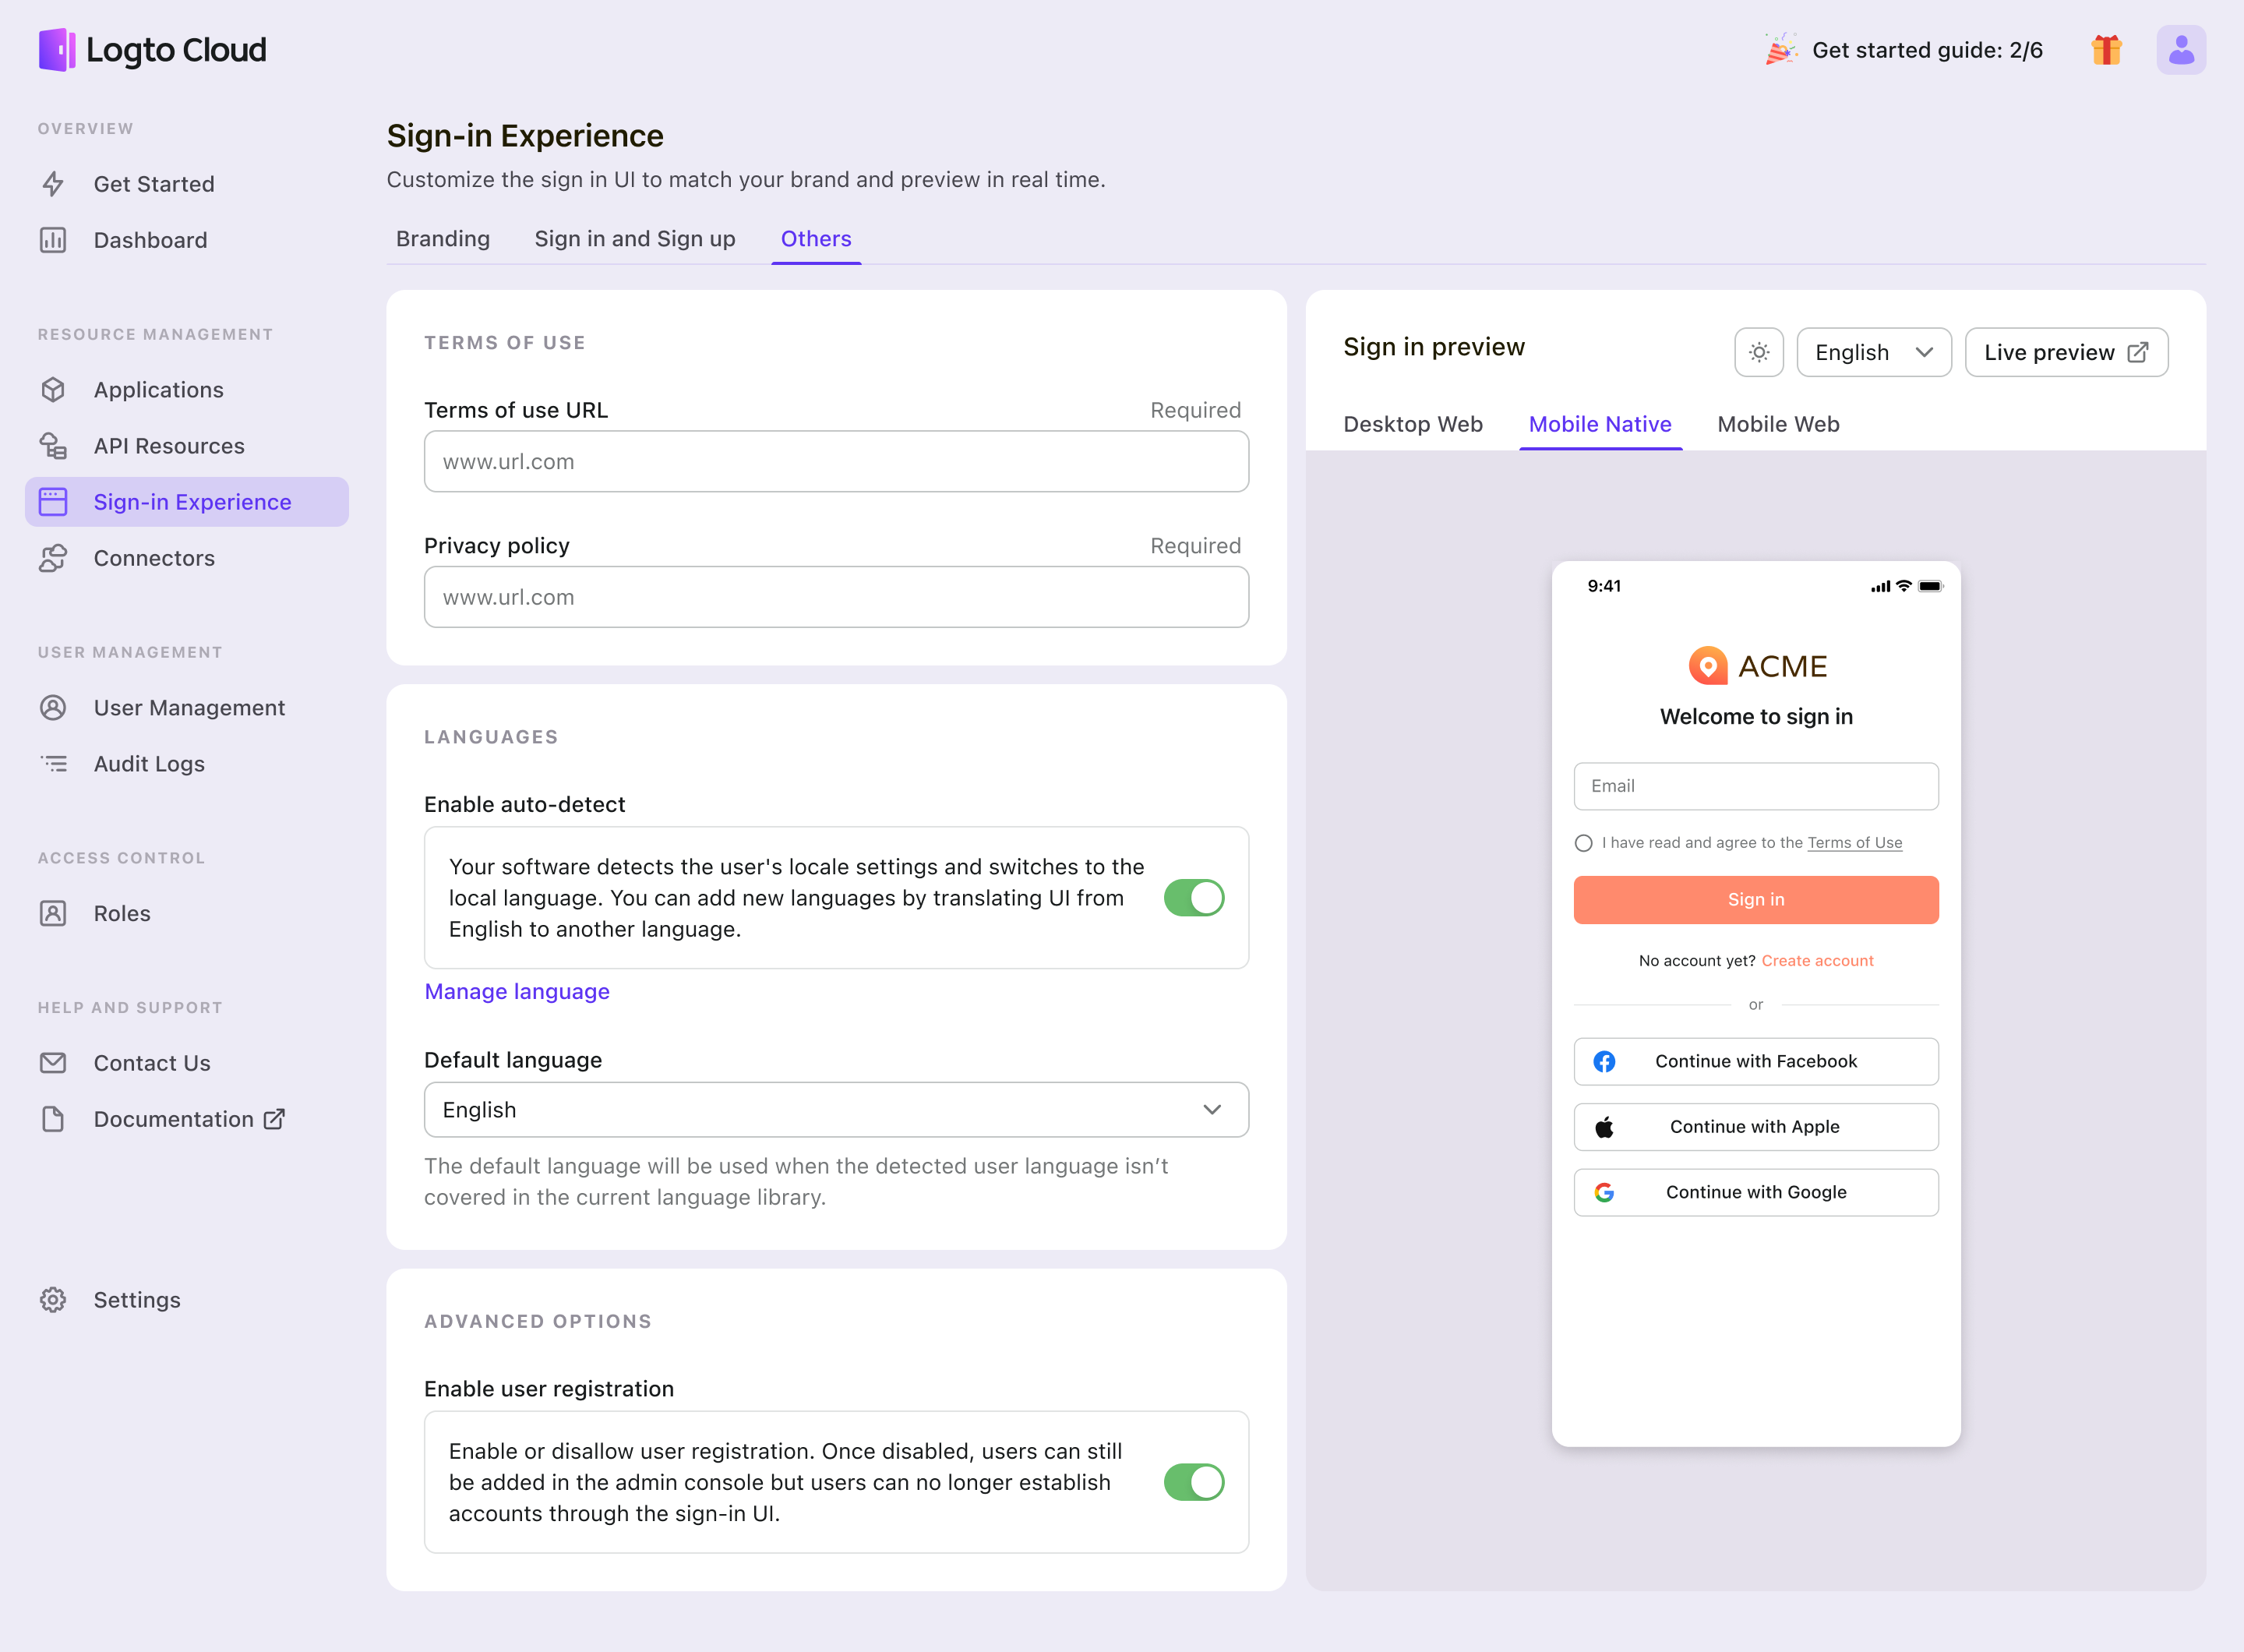 Logto Cloud
Get started guide: 2/6
OVERVIEW
Get Started
Dashboard
RESOURCE MANAGEMENT
Applications
API Resources
Sign-in Experience
Connectors
USER MANAGEMENT
User Management
Audit Logs
ACCESS CONTROL
Roles
HELP AND SUPPORT
Contact Us
Documentation
Settings
Sign-in Experience
Customize the sign in UI to match your brand and preview in real time.
Branding
Sign in and Sign up
Others
TERMS OF USE
Terms of use URL
Required
www.url.com
Privacy policy
Required
www.url.com
LANGUAGES
Enable auto-detect
Your software detects the user's locale settings and switches to the
local language. You can add new languages by translating UI from
English to another language.
Manage language
Default language
English
The default language will be used when the detected user language isn’t
covered in the current language library.
ADVANCED OPTIONS
Enable user registration
Enable or disallow user registration. Once disabled, users can still
be added in the admin console but users can no longer establish
accounts through the sign-in UI.
Sign in preview
English
Live preview
Desktop Web
Mobile Native
Mobile Web
9:41
ACME
Welcome to sign in
Email
I have read and agree to the Terms of Use
Sign in
No account yet? Create account
or
Continue with Facebook
Continue with Apple
Continue with Google